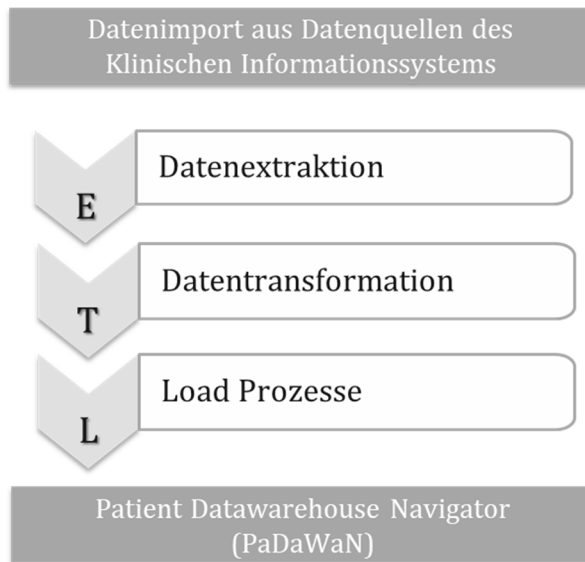 Datenimport aus Datenquellen des
Klinischen Informationssystems
E
Datenextraktion
T
Datentransformation
L
Load Prozesse
Patient Datawarehouse Navigator
(PaDaWaN)